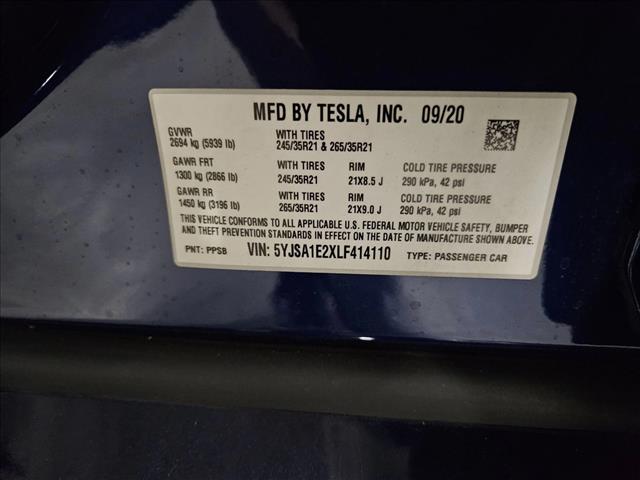 MFD BY TESLA, INC. 09/20
GVWR
2694 kg (5939 lb)
WITH TIRES
245/35R21 & 265/35R21
GAWR FRT
1300 kg (2866 lb)
WITH TIRES
245/35R21
RIM
21X8.5 J
COLD TIRE PRESSURE
290 kPa, 42 psi
GAWR RR
1450 kg (3196 lb)
WITH TIRES
265/35R21
RIM
21X9.0 J
COLD TIRE PRESSURE
290 kPa, 42 psi
THIS VEHICLE CONFORMS TO ALL APPLICABLE U.S. FEDERAL MOTOR VEHICLE SAFETY, BUMPER
AND THEFT PREVENTION STANDARDS IN EFFECT ON THE DATE OF MANUFACTURE SHOWN ABOVE.
PNT: PPSB VIN: 5YJSA1E2XLF414110 TYPE: PASSENGER CAR